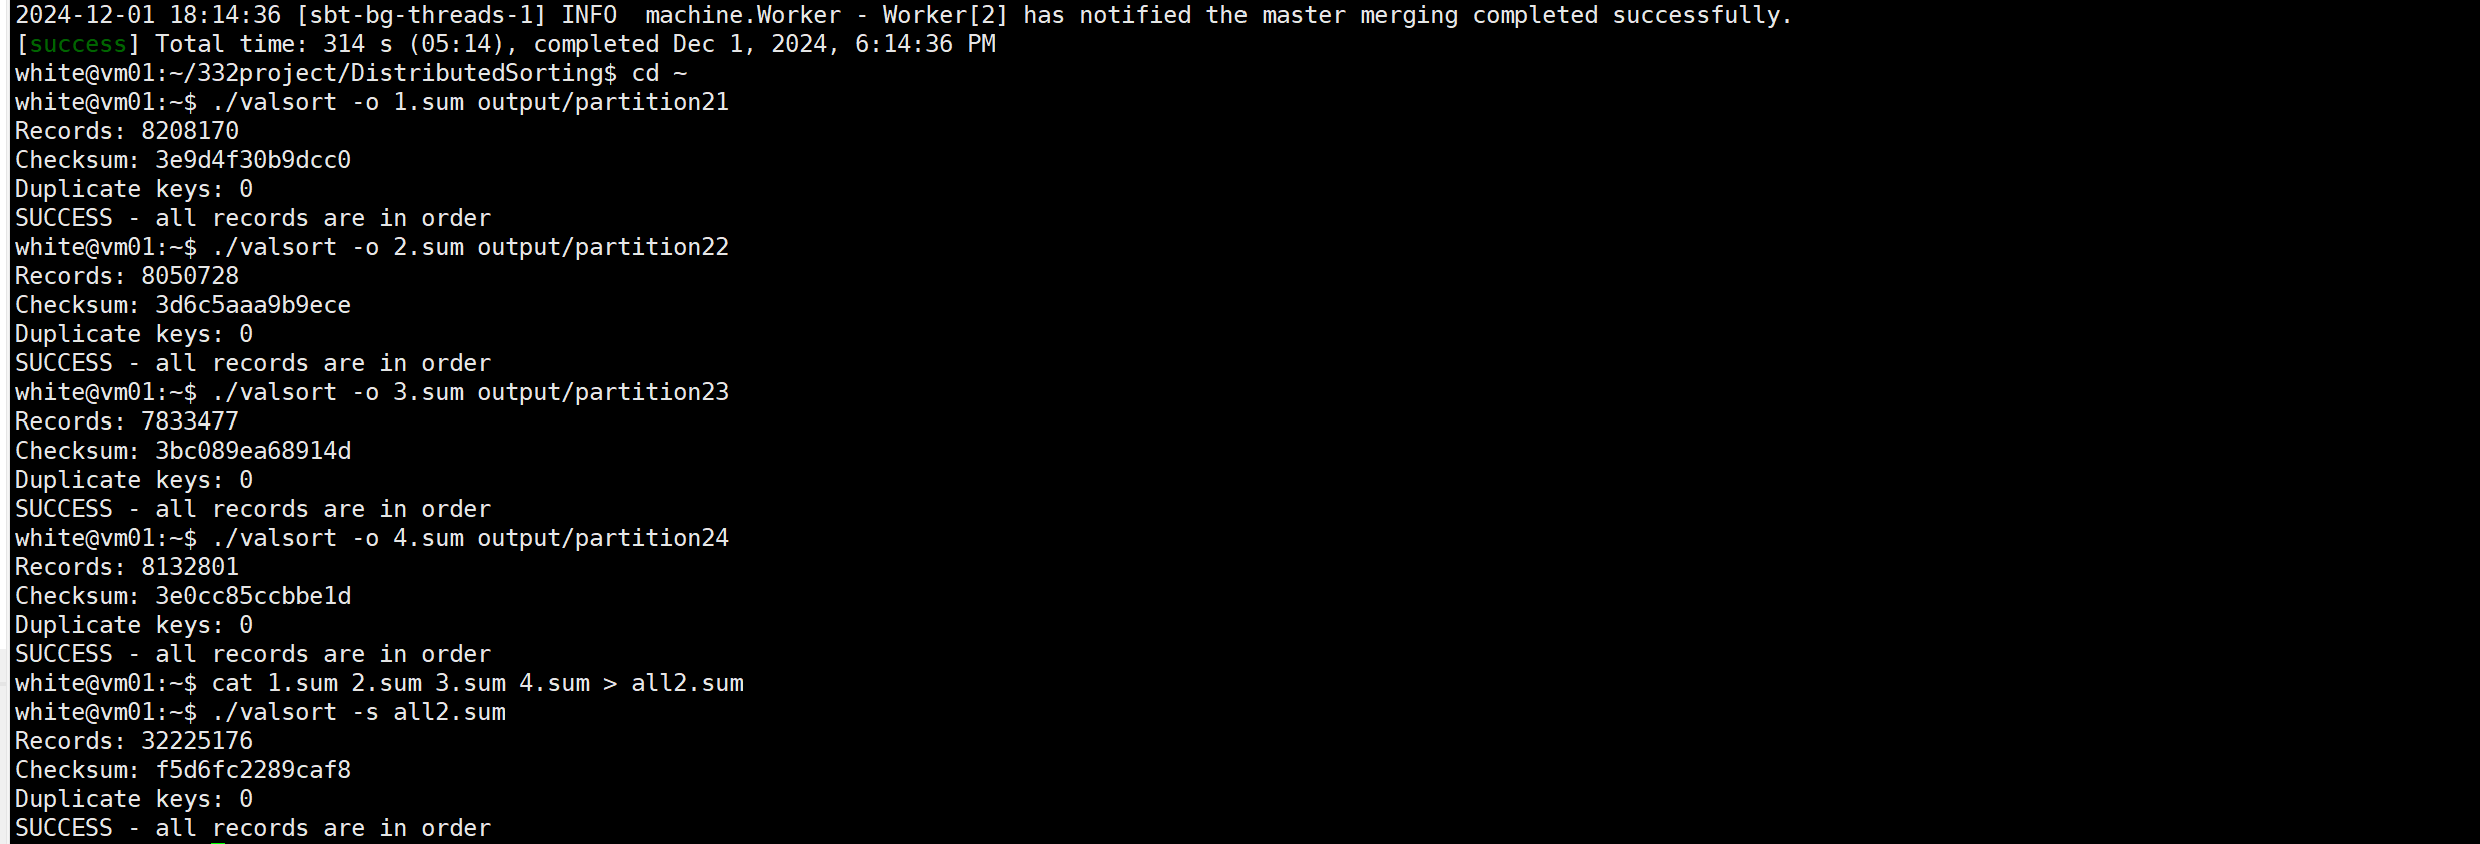 2024-12-01 18:14:36 [sbt-bg-threads-1] INFO  machine.Worker - Worker[2] has notified the master merging completed successfully.
[success] Total time: 314 s (05:14), completed Dec 1, 2024, 6:14:36 PM
white@vm01:~/332project/DistributedSorting$ cd ~
white@vm01:~$ ./valsort -o 1.sum output/partition21
Records: 8208170
Checksum: 3e9d4f30b9dcc0
Duplicate keys: 0
SUCCESS - all records are in order
white@vm01:~$ ./valsort -o 2.sum output/partition22
Records: 8050728
Checksum: 3d6c5aaa9b9ece
Duplicate keys: 0
SUCCESS - all records are in order
white@vm01:~$ ./valsort -o 3.sum output/partition23
Records: 7833477
Checksum: 3bc089ea68914d
Duplicate keys: 0
SUCCESS - all records are in order
white@vm01:~$ ./valsort -o 4.sum output/partition24
Records: 8132801
Checksum: 3e0cc85ccbbe1d
Duplicate keys: 0
SUCCESS - all records are in order
white@vm01:~$ cat 1.sum 2.sum 3.sum 4.sum > all2.sum
white@vm01:~$ ./valsort -s all2.sum
Records: 32225176
Checksum: f5d6fc2289caf8
Duplicate keys: 0
SUCCESS - all records are in order